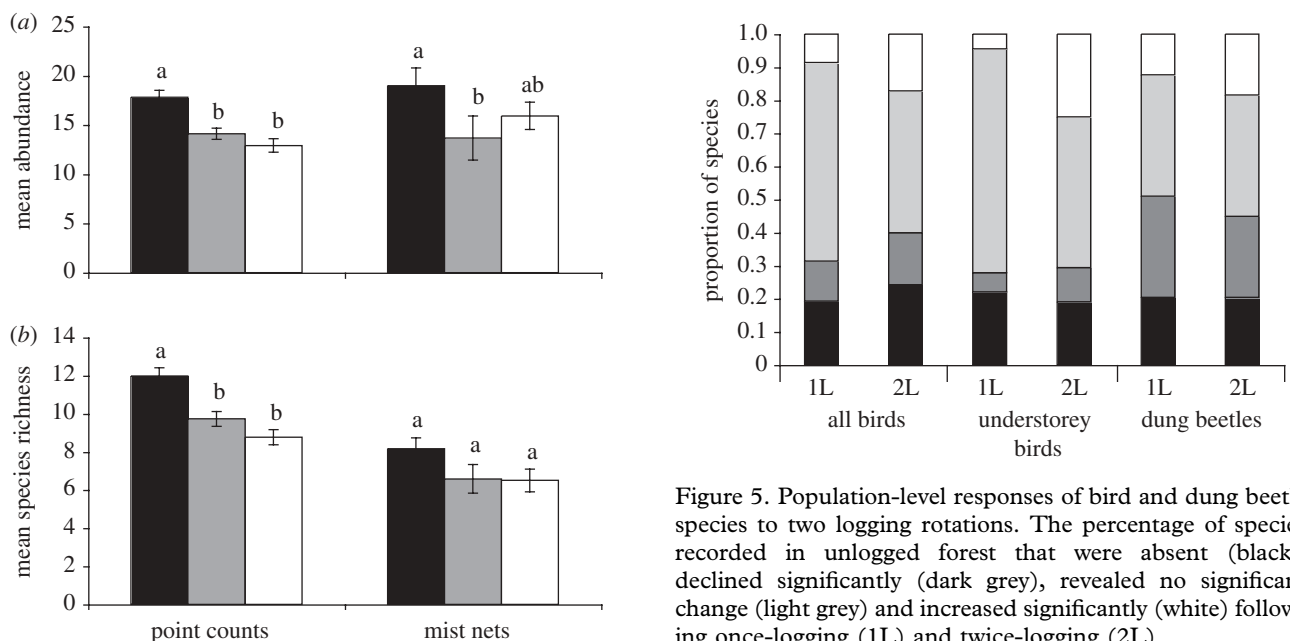 (a)
25
20
15
10
5
0
mean abundance
a
b
b
a
b
ab
(b)
14
12
10
8
6
4
2
0
mean species richness
a
b
b
a
a
a
point counts
mist nets
1.0
0.9
0.8
0.7
0.6
0.5
0.4
0.3
0.2
0.1
0
proportion of species
1L
2L
1L
2L
1L
2L
all birds
understorey
birds
dung beetles
Figure 5. Population-level responses of bird and dung beet
species to two logging rotations. The percentage of specie
recorded in unlogged forest that were absent (black
declined significantly (dark grey), revealed no significan
change (light grey) and increased significantly (white) follow
ing once-logging (1L) and twice-logging (2L)